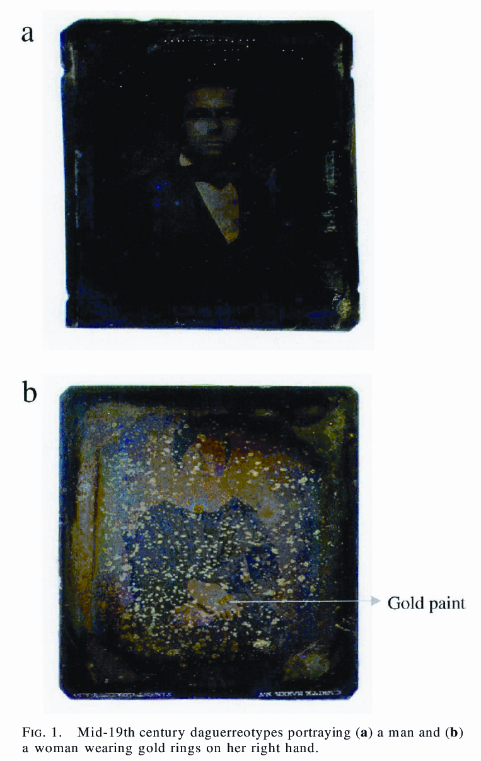 a
b
Gold paint
FIG. 1. Mid-19th century daguerreotypes portraying (a) a man and (b)
a woman wearing gold rings on her right hand.